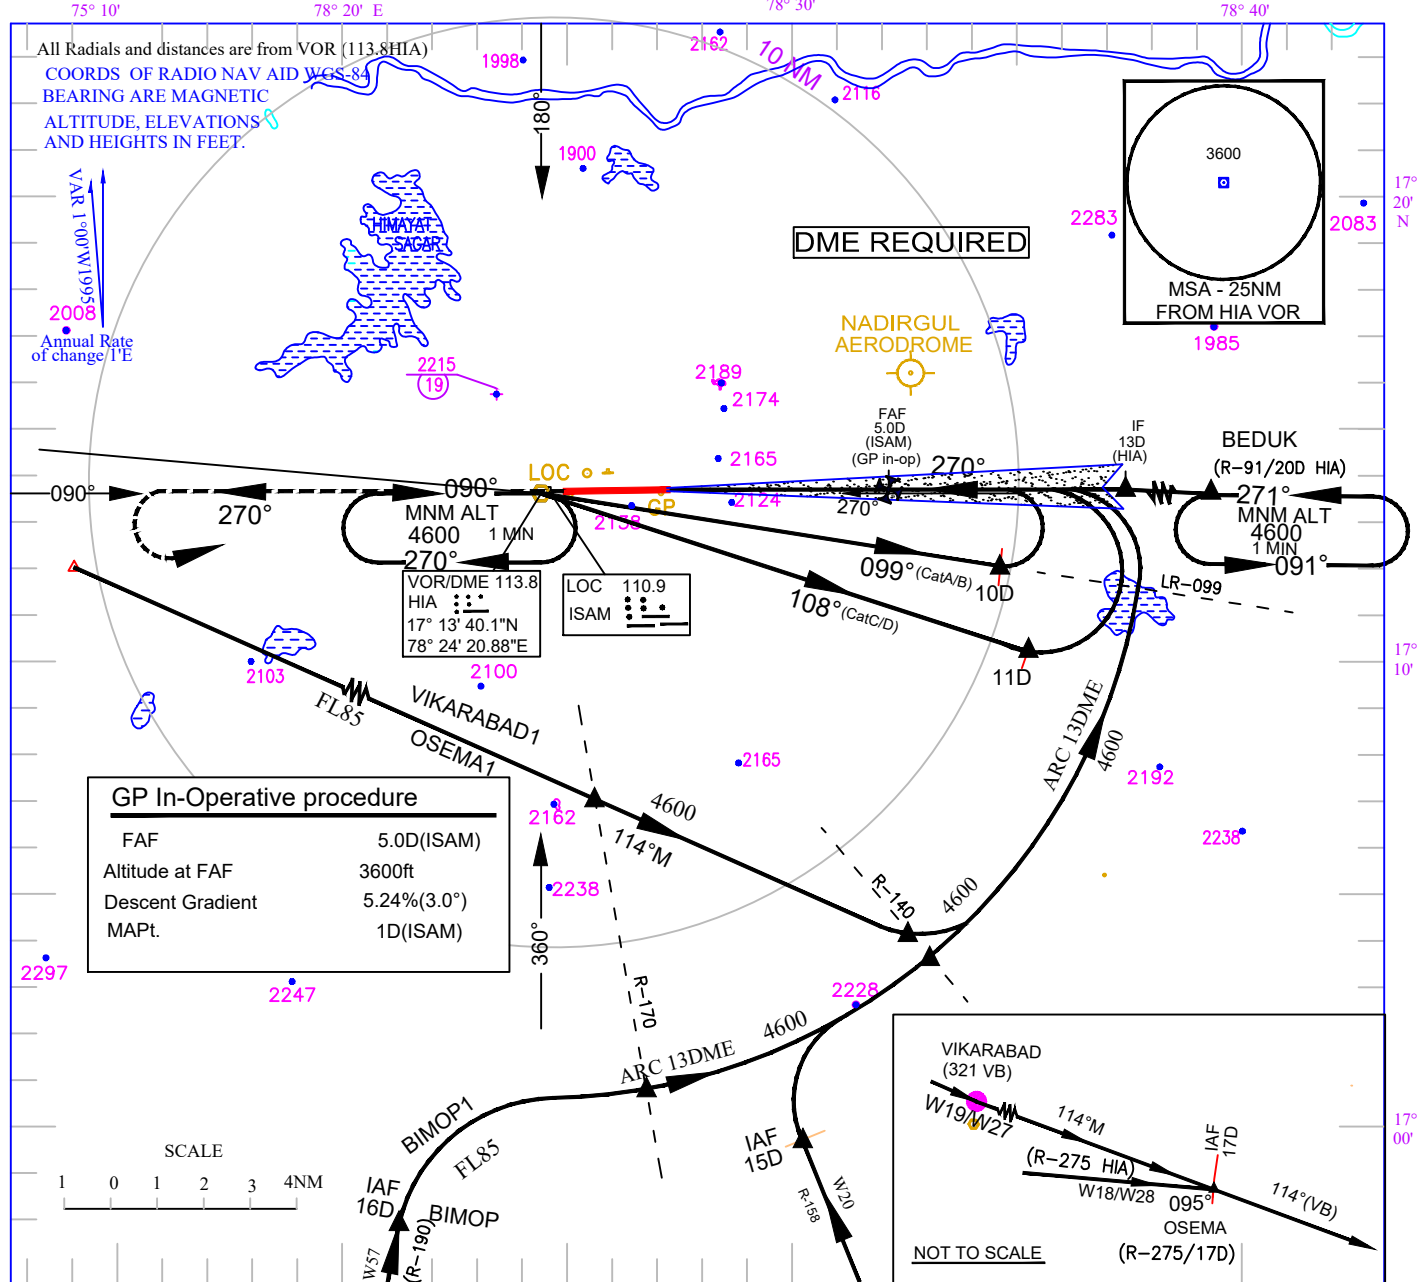 75° 10'
78° 20' E
78° 30'
78° 40'
All Radials and distances are from VOR (113.8HIA)
COORDS OF RADIO NAV AID WGS-84
BEARING ARE MAGNETIC
ALTITUDE, ELEVATIONS
AND HEIGHTS IN FEET.
VAR 1°00'W1995
Annual Rate
of change 1'E
1998
2162
10 NM
2116
180°
1900
HIMAYAT
SAGAR
DME REQUIRED
3600
MSA - 25NM
FROM HIA VOR
2283
2083
17°
20'
N
1985
2008
NADIRGUL
AERODROME
2215
19
2189
2174
2165
2124
2138
FAF
5.0D
(ISAM)
(GP in-op)
IF
13D
(HIA)
BEDUK
(R-91/20D HIA)
LOC
GP
090°
270°
090°
MNM ALT
4600
1 MIN
270°
270°
270°
271°
MNM ALT
4600
1 MIN
091°
VOR/DME 113.8
HIA
17° 13' 40.1"N
78° 24' 20.88"E
LOC 110.9
ISAM
099° (CatA/B)
10D
LR-099
108° (CatC/D)
11D
17°
10'
2103
2100
FL85
VIKARABAD1
OSEMA1
2165
ARC 13DME
4600
2192
2238
GP In-Operative procedure
FAF 5.0D(ISAM)
Altitude at FAF 3600ft
Descent Gradient 5.24%(3.0°)
MAPt. 1D(ISAM)
2162
4600
114°M
2238
360°
R-140
4600
2297
2247
R-170
2228
4600
ARC 13DME
BIMOP1
FL85
IAF
15D
W20
R-158
IAF
16D
BIMOP
W57
(R-190)
SCALE
1 0 1 2 3 4NM
VIKARABAD
(321 VB)
W19/W27
114°M
IAF
17D
(R-275 HIA)
W18/W28
095°
114°(VB)
OSEMA
(R-275/17D)
NOT TO SCALE
17°
00'